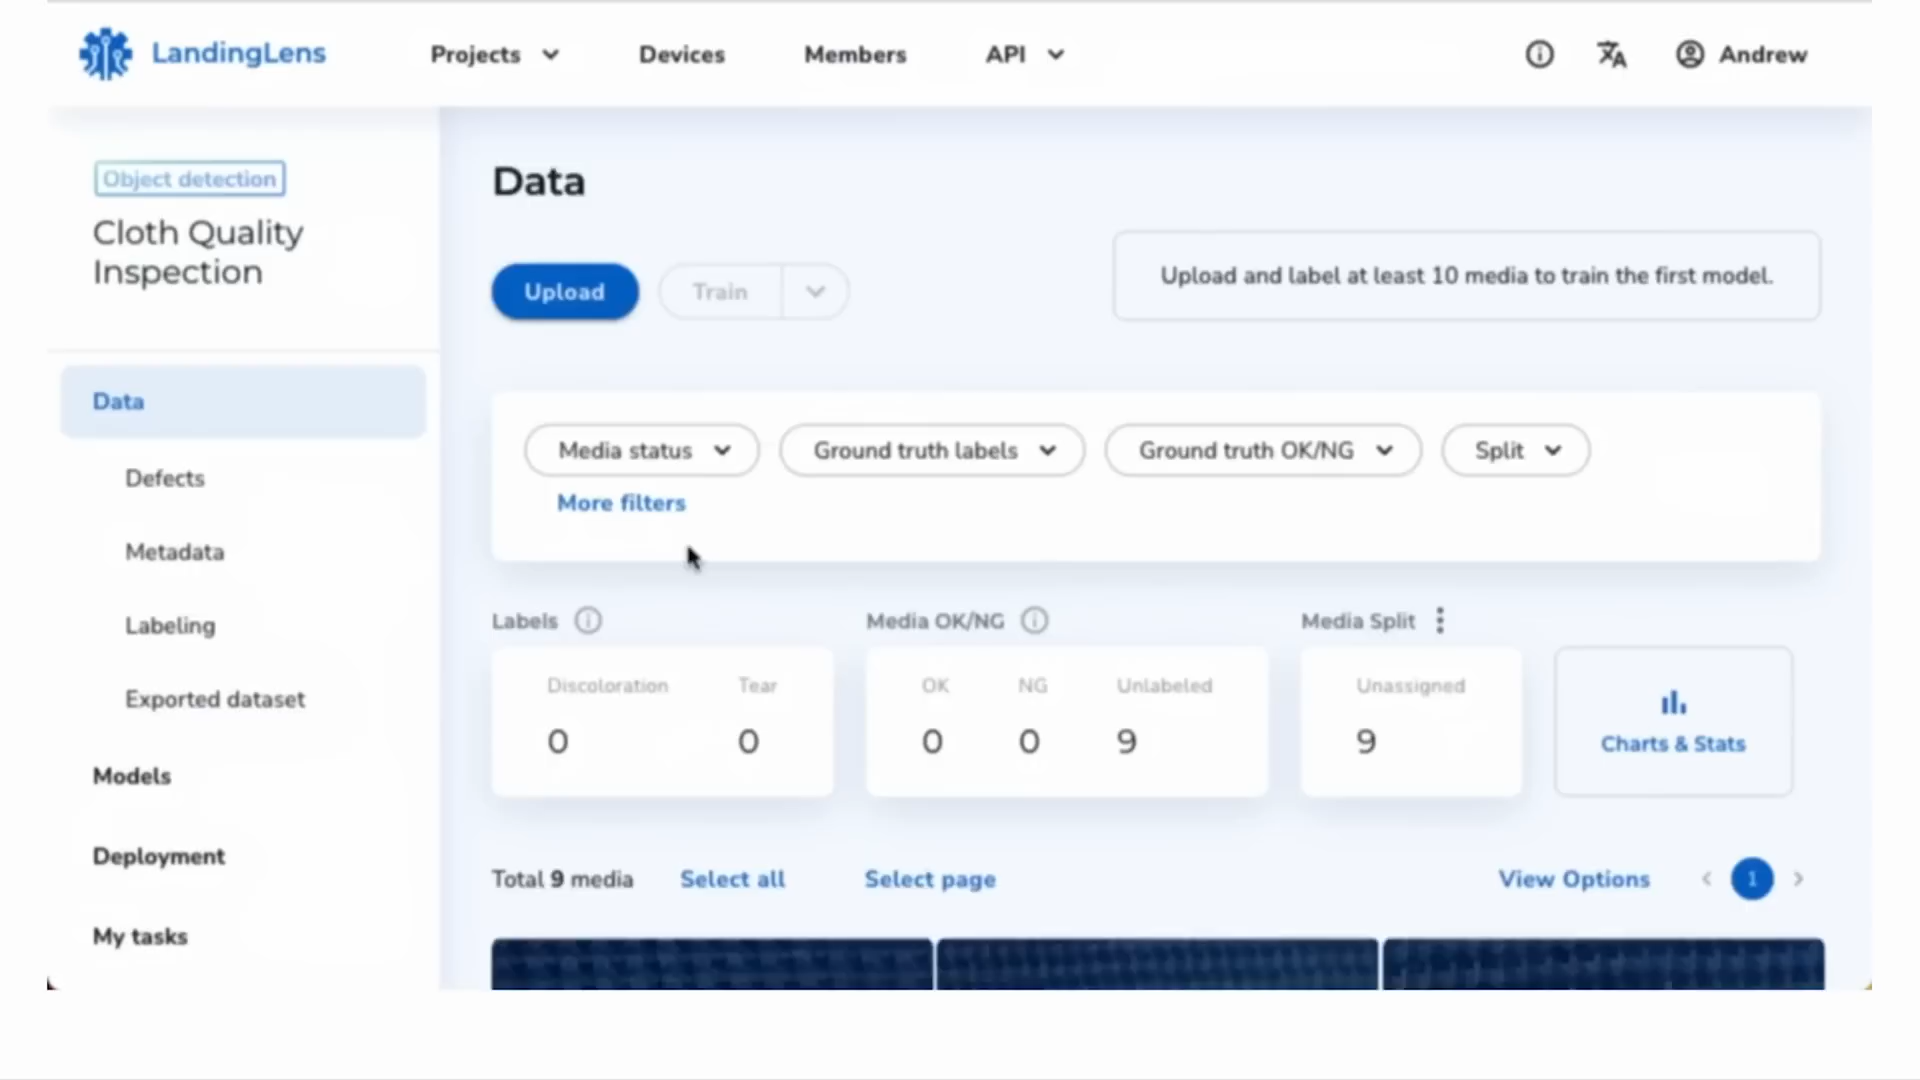 LandingLens
Projects
Devices
Members
API
Andrew
Object detection
Cloth Quality
Inspection
Data
Defects
Metadata
Labeling
Exported dataset
Models
Deployment
My tasks
Data
Upload
Train
Upload and label at least 10 media to train the first model.
Media status
Ground truth labels
Ground truth OK/NG
Split
More filters
Labels
Media OK/NG
Media Split
Discoloration Tear
0 0
OK NG Unlabeled
0 0 9
Unassigned
9
Charts & Stats
Total 9 media
Select all
Select page
View Options
1